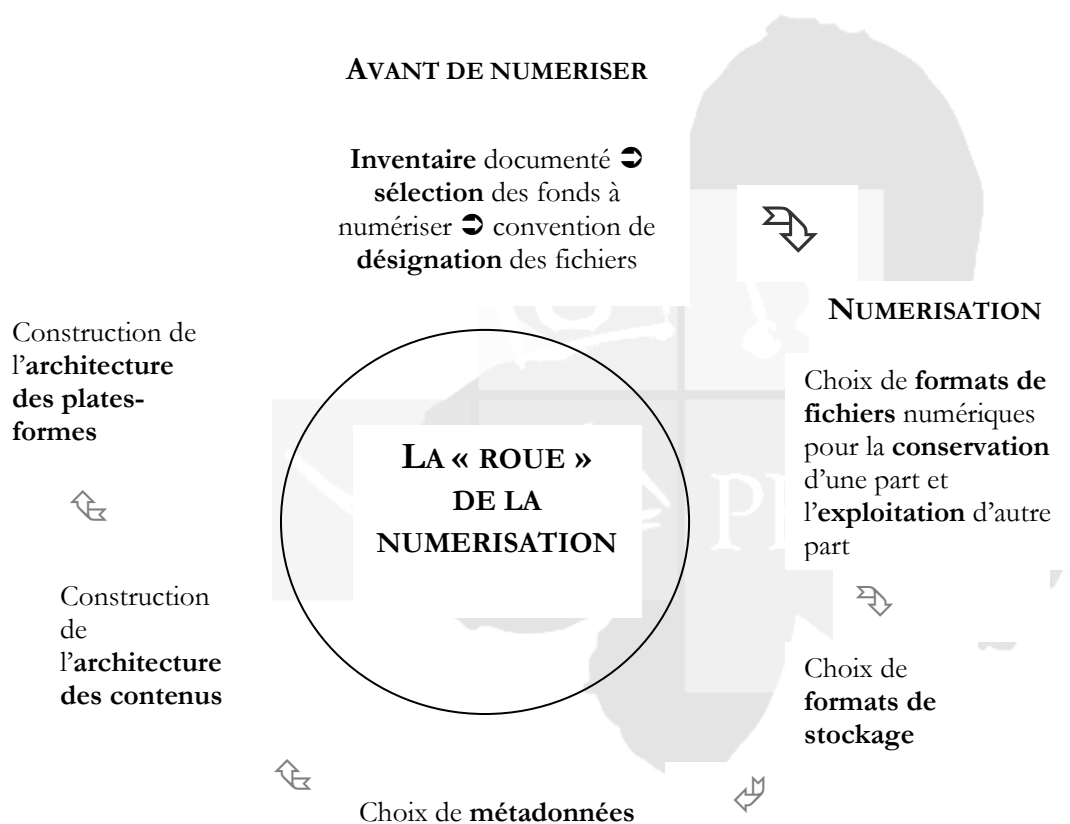 AVANT DE NUMERISER
Inventaire documenté ➲
sélection des fonds à
numériser ➲ convention de
désignation des fichiers
NUMERISATION
Choix de formats de
fichiers numériques
pour la conservation
d’une part et
l’exploitation d’autre
part
Choix de
formats de
stockage
Choix de métadonnées
Construction
de
l’architecture
des contenus
Construction de
l’architecture
des plates-
formes
LA « ROUE »
DE LA
NUMERISATION